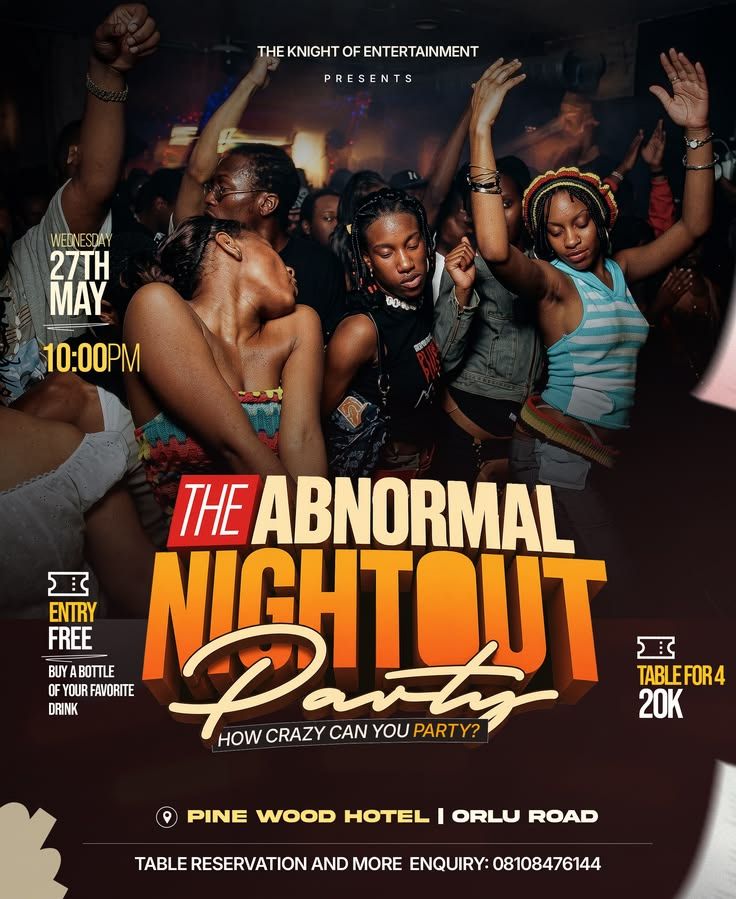 THE KNIGHT OF ENTERTAINMENT
PRESENTS
WEDNESDAY
27TH
MAY
10:00PM
THE ABNORMAL
NIGHTOUT
Party
HOW CRAZY CAN YOU PARTY?
ENTRY
FREE
BUY A BOTTLE
OF YOUR FAVORITE
DRINK
TABLE FOR 4
20K
PINE WOOD HOTEL | ORLU ROAD
TABLE RESERVATION AND MORE ENQUIRY: 08108476144